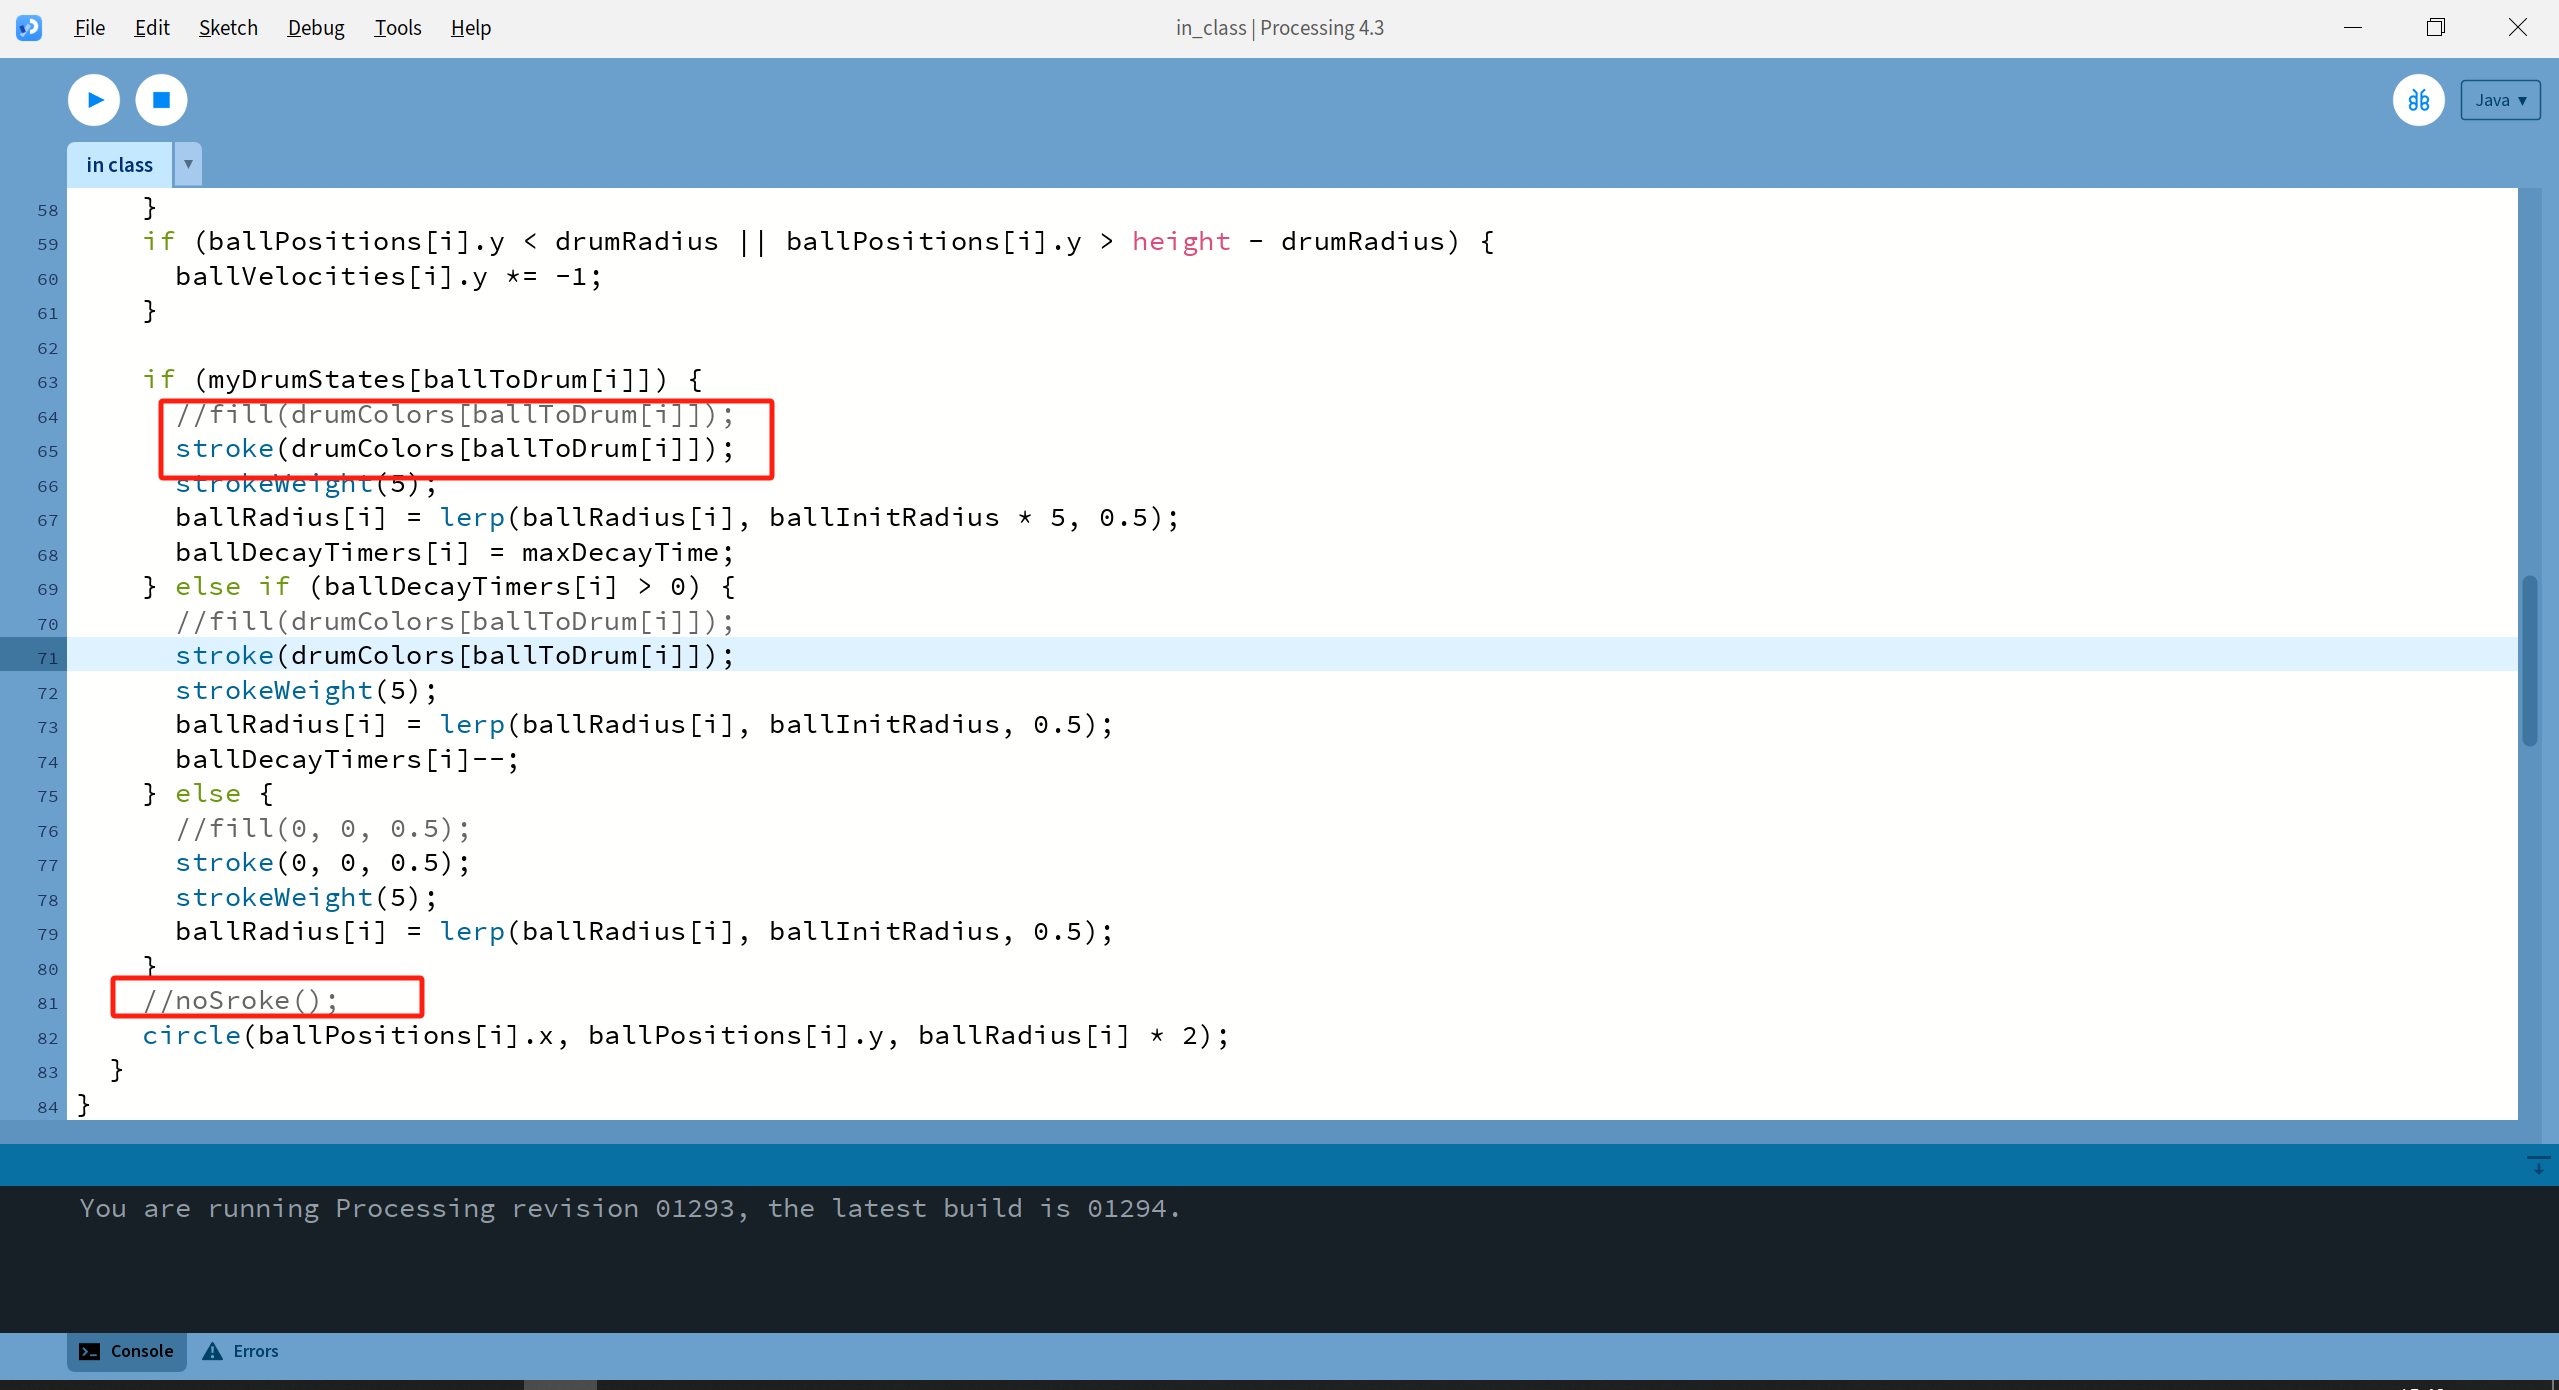 File Edit Sketch Debug Tools Help
in_class | Processing 4.3
Java ▾
in class ▼
58 }
59 if (ballPositions[i].y < drumRadius || ballPositions[i].y > height - drumRadius) {
60 ballVelocities[i].y *= -1;
61 }
62
63 if (myDrumStates[ballToDrum[i]]) {
64 //fill(drumColors[ballToDrum[i]]);
65 stroke(drumColors[ballToDrum[i]]);
66 strokeWeight(5);
67 ballRadius[i] = lerp(ballRadius[i], ballInitRadius * 5, 0.5);
68 ballDecayTimers[i] = maxDecayTime;
69 } else if (ballDecayTimers[i] > 0) {
70 //fill(drumColors[ballToDrum[i]]);
71 stroke(drumColors[ballToDrum[i]]);
72 strokeWeight(5);
73 ballRadius[i] = lerp(ballRadius[i], ballInitRadius, 0.5);
74 ballDecayTimers[i]--;
75 } else {
76 //fill(0, 0, 0.5);
77 stroke(0, 0, 0.5);
78 strokeWeight(5);
79 ballRadius[i] = lerp(ballRadius[i], ballInitRadius, 0.5);
80 }
81 //noSroke();
82 circle(ballPositions[i].x, ballPositions[i].y, ballRadius[i] * 2);
83 }
84 }
You are running Processing revision 01293, the latest build is 01294.
Console Errors